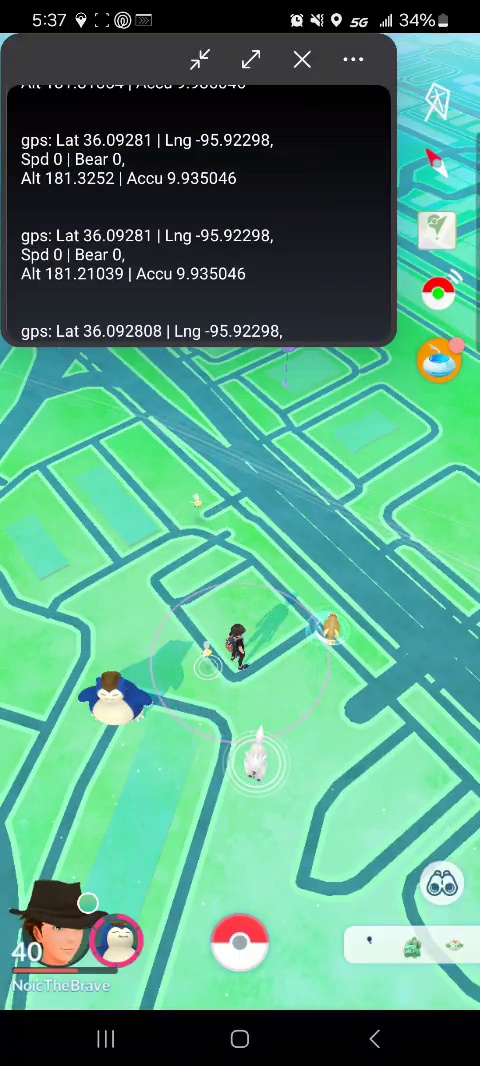 5:37
5G
34%
Alt 181.31834 | Accu 9.935046
gps: Lat 36.09281 | Lng -95.92298,
Spd 0 | Bear 0,
Alt 181.3252 | Accu 9.935046
gps: Lat 36.09281 | Lng -95.92298,
Spd 0 | Bear 0,
Alt 181.21039 | Accu 9.935046
gps: Lat 36.092808 | Lng -95.92298,
40
NoicTheBrave